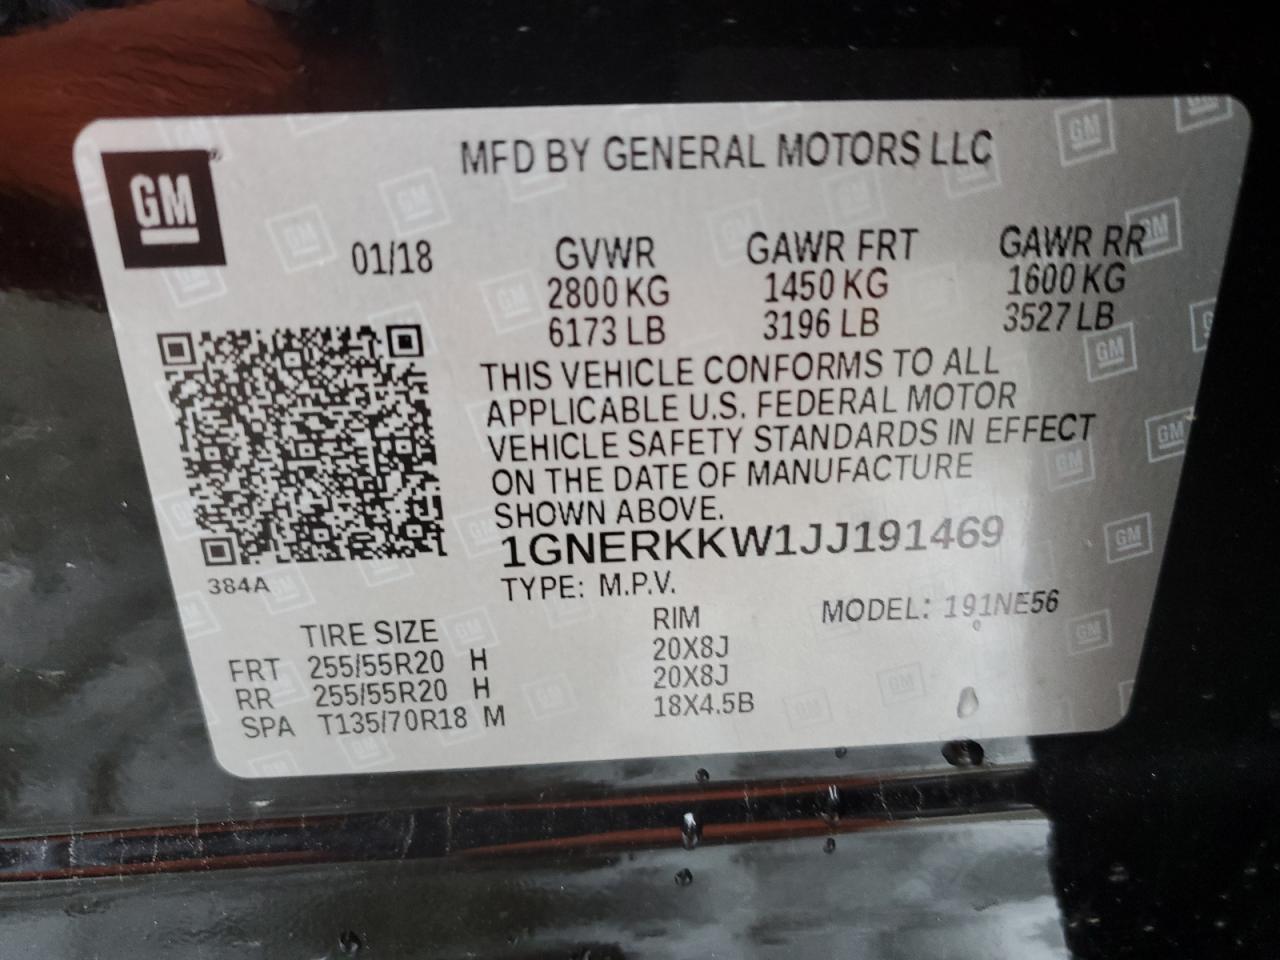 MFD BY GENERAL MOTORS LLC
GM
01/18 GVWR GAWR FRT GAWR RR
2800 KG 1450 KG 1600 KG
6173 LB 3196 LB 3527 LB
THIS VEHICLE CONFORMS TO ALL
APPLICABLE U.S. FEDERAL MOTOR
VEHICLE SAFETY STANDARDS IN EFFECT
ON THE DATE OF MANUFACTURE
SHOWN ABOVE.
1GNERKKW1JJ191469
384A
TYPE: M.P.V.
MODEL: 191NE56
TIRE SIZE RIM
FRT 255/55R20 H 20X8J
RR 255/55R20 H 20X8J
SPA T135/70R18 M 18X4.5B